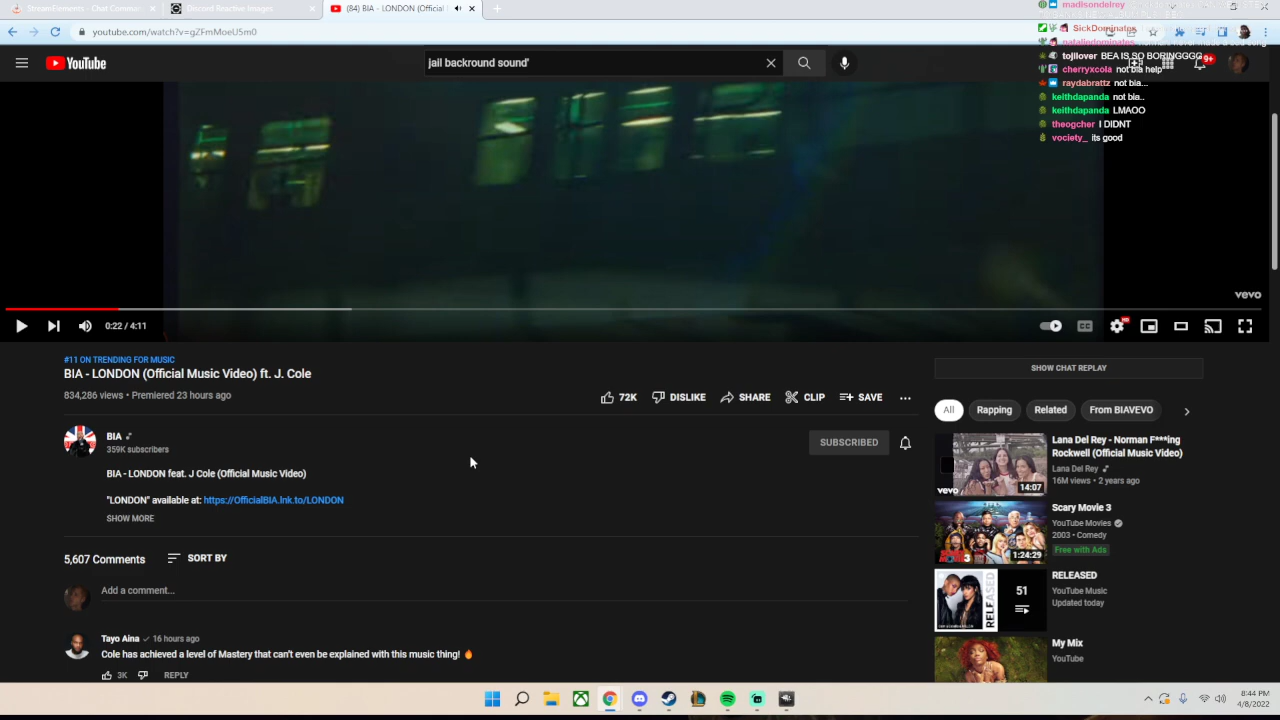 StreamElements - Chat Commun
Discord Reactive Images
(84) BIA - LONDON (Official
madisondelrey
youtube.com/watch?v=gZFmMoeU5m0
SickDominates
YouTube
jail backround sound'
9+
tojilover BEA IS SO BORINGGGG
cherryxcola not bia help
raydabrattz not bia...
keithdapanda not bia..
keithdapanda LMAOO
theogcher I DIDNT
vociety_ its good
vevo
0:22 / 4:11
CC
HD
#11 ON TRENDING FOR MUSIC
BIA - LONDON (Official Music Video) ft. J. Cole
834,286 views • Premiered 23 hours ago
72K
DISLIKE
SHARE
CLIP
SAVE
BIA
359K subscribers
SUBSCRIBED
BIA - LONDON feat. J Cole (Official Music Video)
"LONDON" available at: https://OfficialBIA.lnk.to/LONDON
SHOW MORE
5,607 Comments
SORT BY
Add a comment...
Tayo Aina 16 hours ago
Cole has achieved a level of Mastery that can't even be explained with this music thing! 🔥
3K
REPLY
SHOW CHAT REPLAY
All
Rapping
Related
From BIAVEVO
vevo
14:07
Lana Del Rey - Norman F***ing
Rockwell (Official Music Video)
Lana Del Rey
16M views • 2 years ago
1:24:29
Scary Movie 3
YouTube Movies
2003 • Comedy
Free with Ads
RELEASED
51
RELEASED
YouTube Music
Updated today
My Mix
YouTube
8:44 PM
4/8/2022